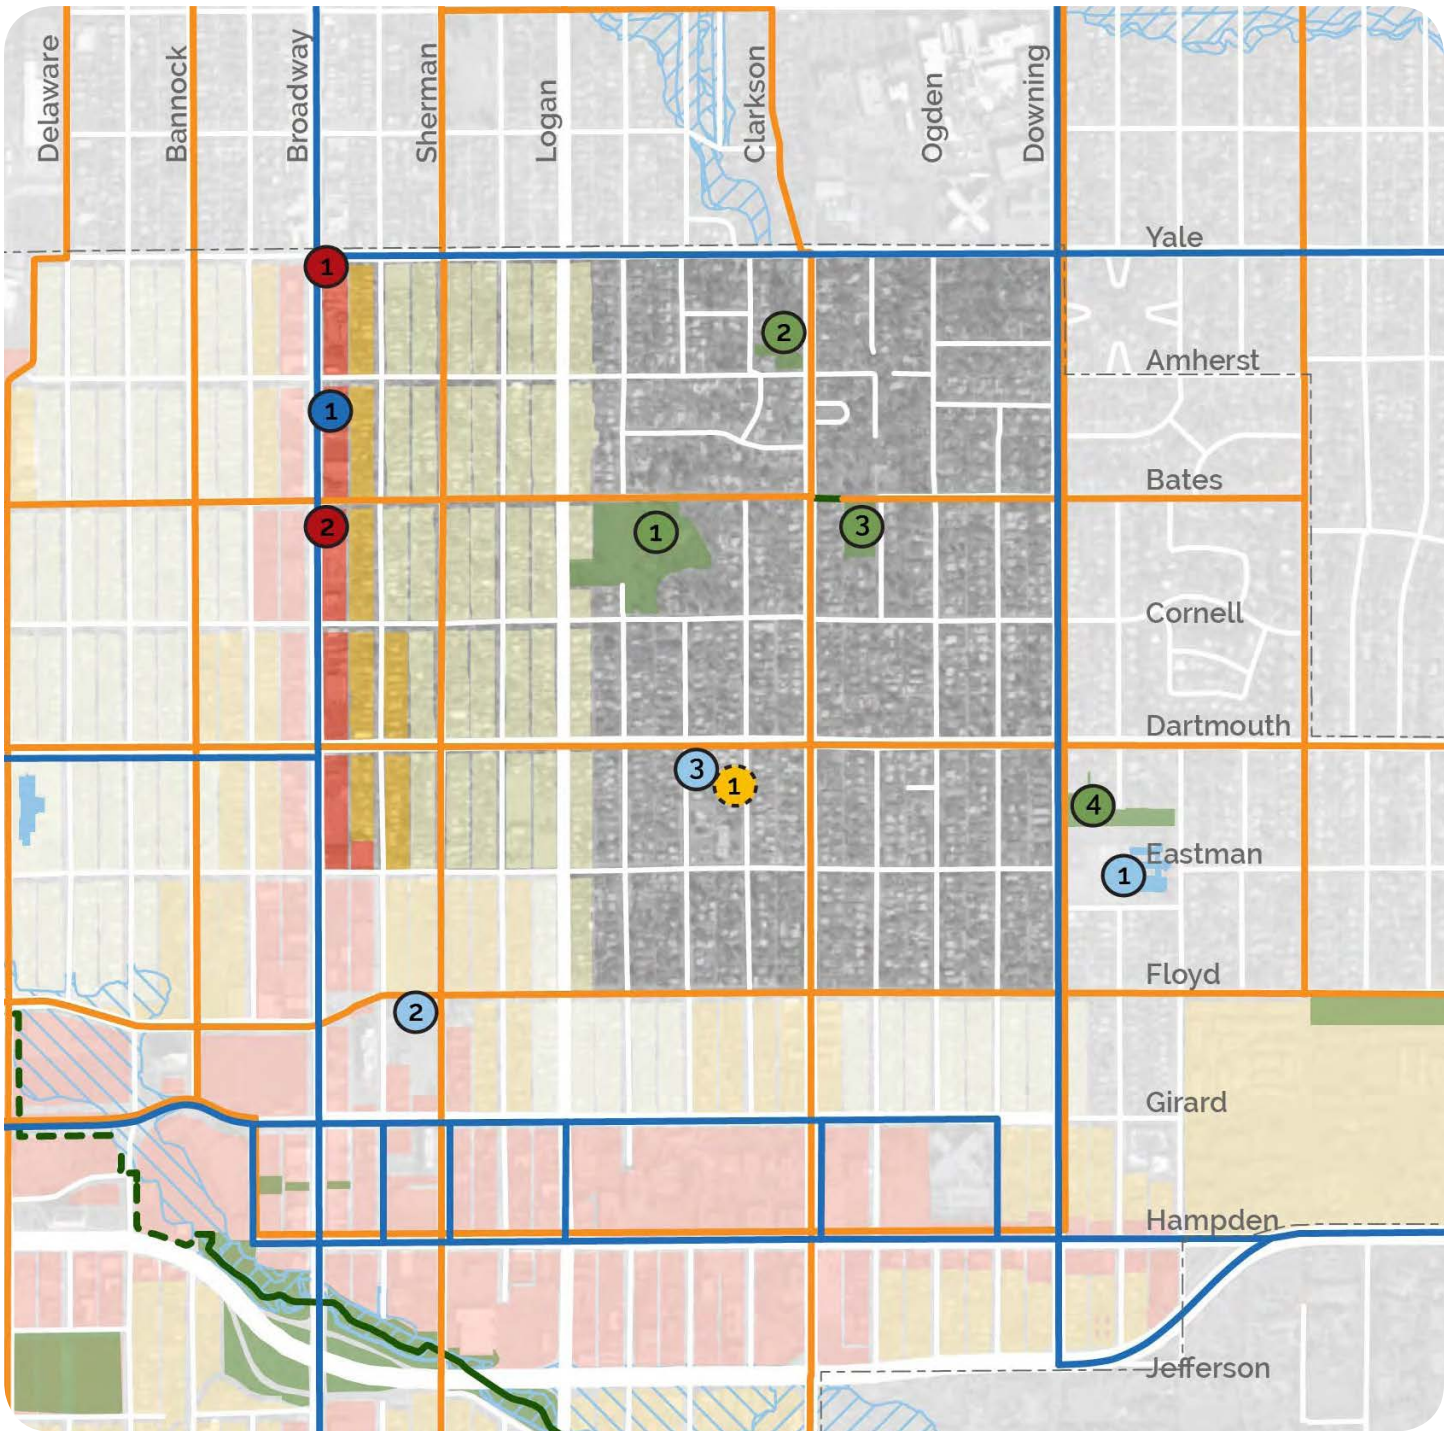 Delaware
Bannock
Broadway
Sherman
Logan
Clarkson
Ogden
Downing
Yale
1
2
Amherst
1
Bates
2
1
3
Cornell
Dartmouth
3
1
4
Eastman
1
Floyd
2
Girard
Hampden
Jefferson